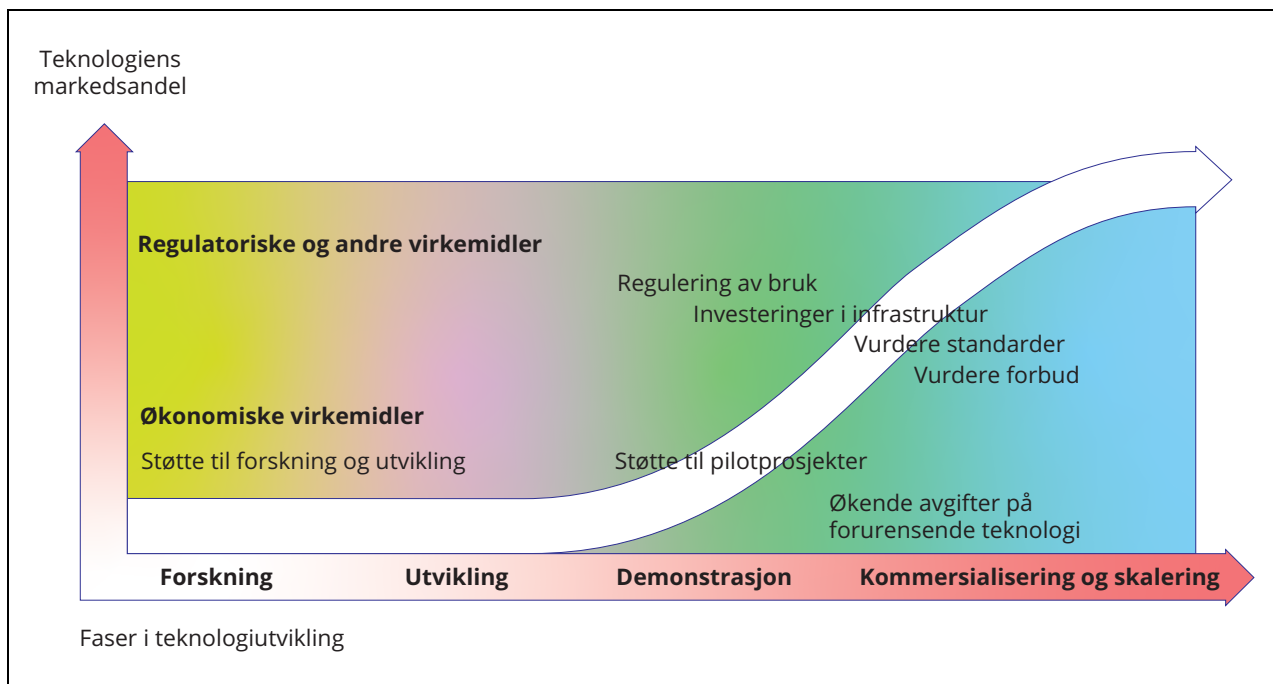 Teknologiens
markedsandel
Regulatoriske og andre virkemidler
Regulering av bruk
Investeringer i infrastruktur
Vurdere standarder
Vurdere forbud
Økonomiske virkemidler
Støtte til forskning og utvikling
Støtte til pilotprosjekter
Økende avgifter på
forurensende teknologi
Forskning
Utvikling
Demonstrasjon
Kommersialisering og skalering
Faser i teknologiutvikling